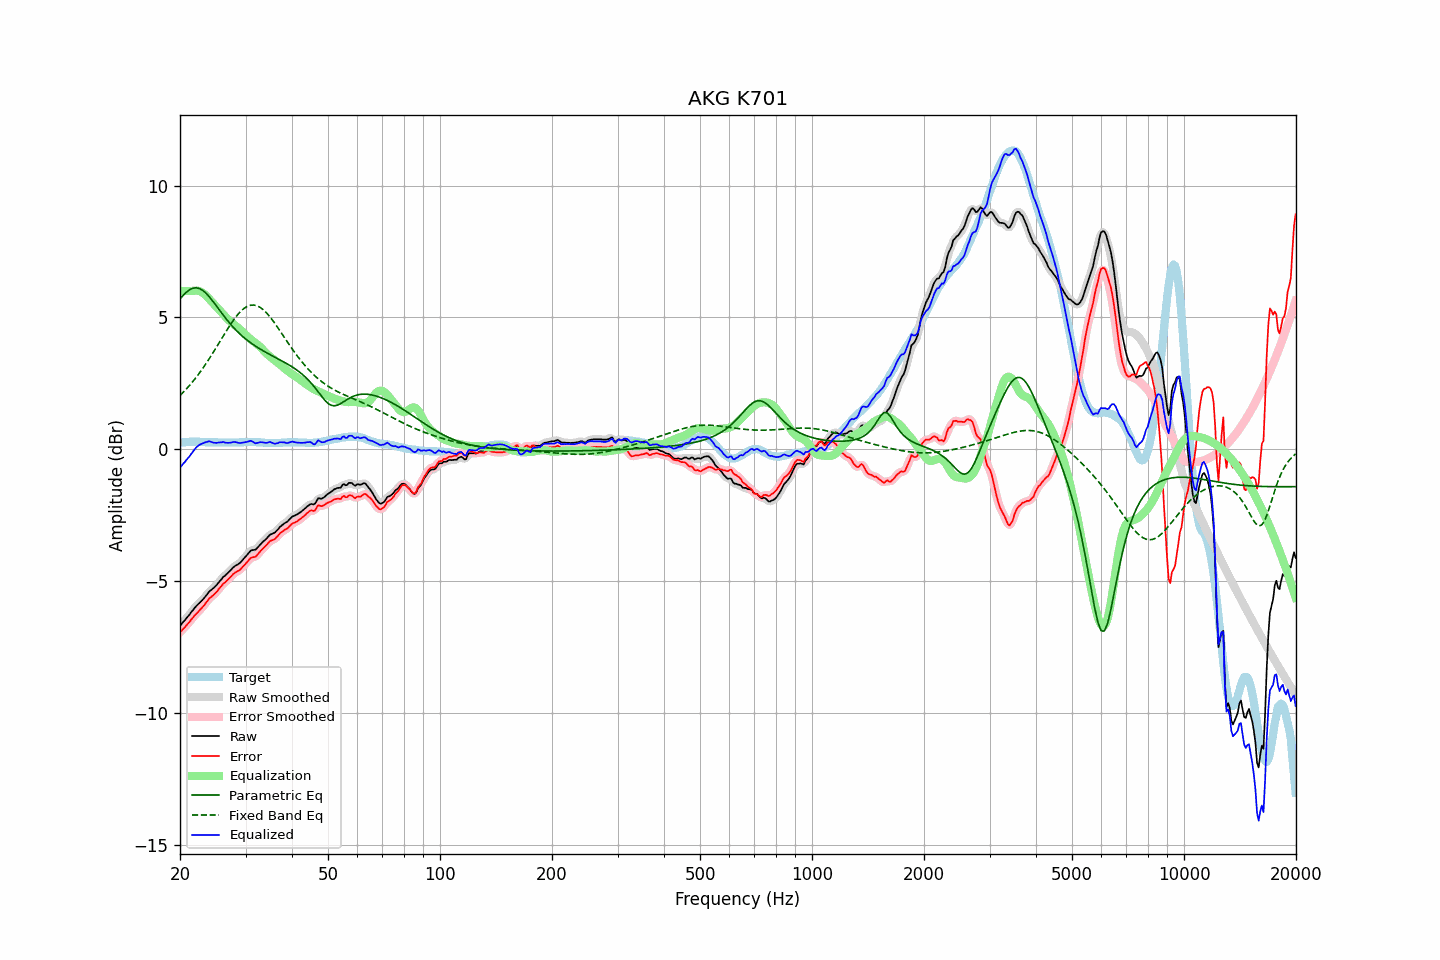 AKG K701
Amplitude (dBr)
10
5
0
−5
−10
−15
Target
Raw Smoothed
Error Smoothed
Raw
Error
Equalization
Parametric Eq
Fixed Band Eq
Equalized
20 50 100 200 500 1000 2000 5000 10000 20000
Frequency (Hz)